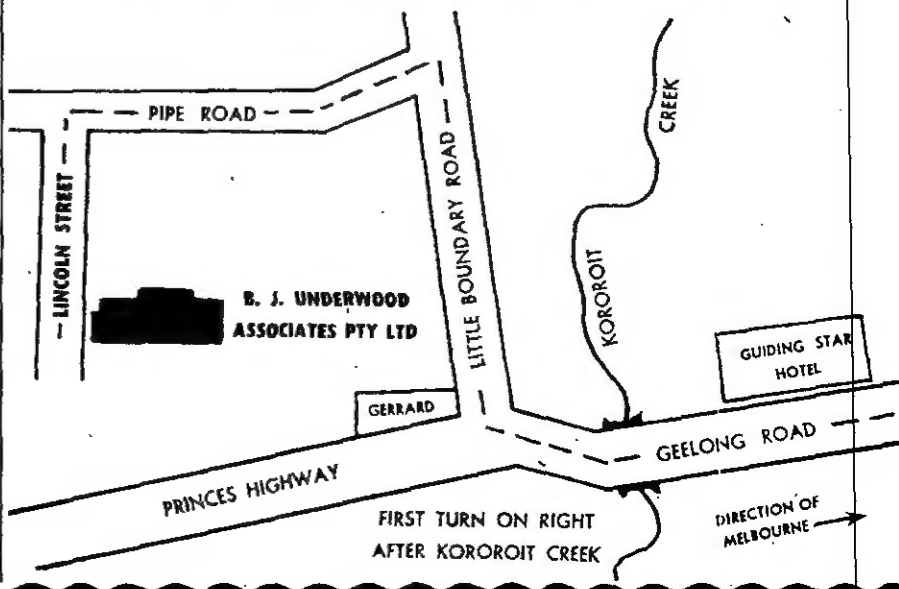 PIPE ROAD
LINCOLN STREET
B. J. UNDERWOOD
ASSOCIATES PTY LTD
LITTLE BOUNDARY ROAD
CREEK
KOROROIT
GUIDING STAR
HOTEL
GERRARD
GEELONG ROAD
PRINCES HIGHWAY
FIRST TURN ON RIGHT
AFTER KOROROIT CREEK
DIRECTION OF
MELBOURNE